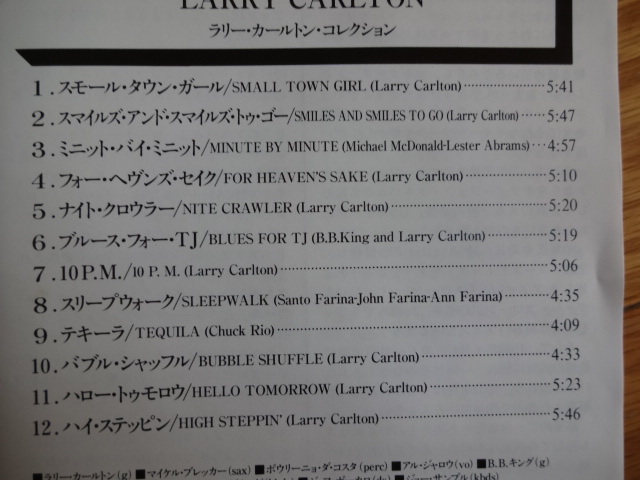 LARRY CARLTON
ラリー・カールトン・コレクション
1.スモール・タウン・ガール/SMALL TOWN GIRL (Larry Carlton)························5:41
2.スマイルズ・アンド・スマイルズ・トゥ・ゴー/SMILES AND SMILES TO GO (Larry Carlton)·······5:47
3.ミニット・バイ・ミニット/MINUTE BY MINUTE (Michael McDonald-Lester Abrams)···4:57
4.フォー・ヘヴンズ・セイク/FOR HEAVEN'S SAKE (Larry Carlton)························5:10
5.ナイト・クロウラー/NITE CRAWLER (Larry Carlton)················································5:20
6.ブルース・フォー・TJ/BLUES FOR TJ (B.B.King and Larry Carlton)··················5:19
7.10 P.M./10 P. M. (Larry Carlton)··············································································5:06
8.スリープウォーク/SLEEPWALK (Santo Farina-John Farina-Ann Farina)············4:35
9.テキーラ/TEQUILA (Chuck Rio)··············································································4:09
10.バブル・シャッフル/BUBBLE SHUFFLE (Larry Carlton)····································4:33
11.ハロー・トゥモロウ/HELLO TOMORROW (Larry Carlton)··································5:23
12.ハイ・ステッピン/HIGH STEPPIN' (Larry Carlton)················································5:46
■ラリー・カールトン(g) ■マイケル・ブレッカー(sax) ■ポウリーニョ・ダ・コスタ(perc) ■アル・ジャロウ(vo) ■B.B.キング(g)